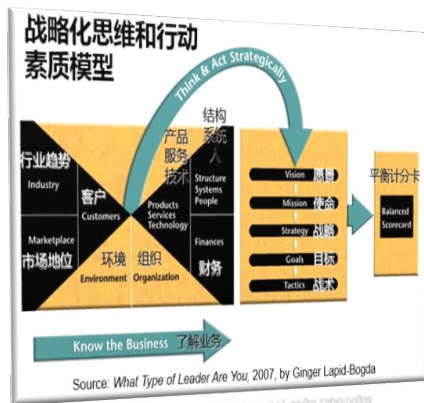 战略化思维和行动
素质模型
Think & Act Strategically
行业趋势
Industry
客户
Customers
Marketplace
市场地位
环境
Environment
组织
Organization
产品
服务
技术
Products
Services
Technology
结构
系统
人
Structure
Systems
People
Finances
财务
Vision 愿景
Mission 使命
Strategy 战略
Goals 目标
Tactics 战术
平衡计分卡
Balanced
Scorecard
Know the Business 了解业务
Source: What Type of Leader Are You, 2007, by Ginger Lapid-Bogda